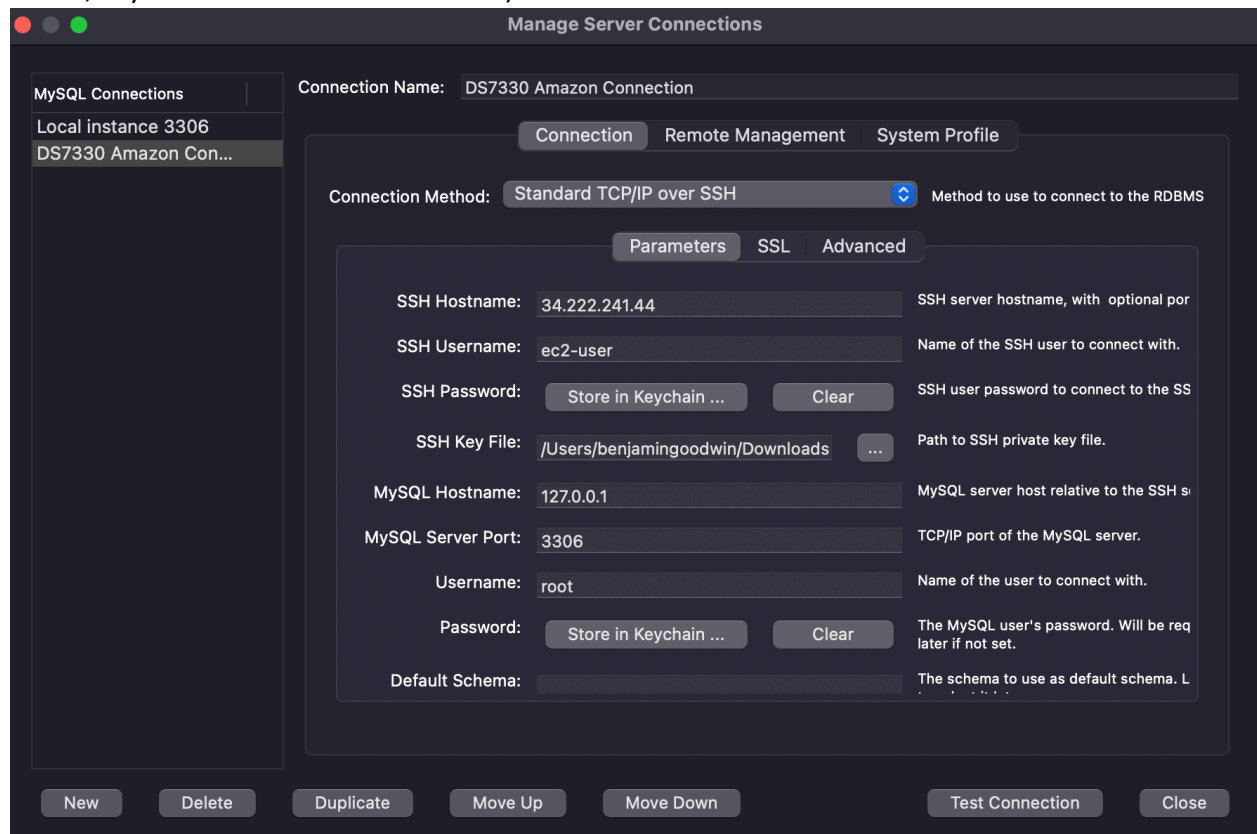 Manage Server Connections
MySQL Connections
Local instance 3306
DS7330 Amazon Con...
Connection Name: DS7330 Amazon Connection
Connection Remote Management System Profile
Connection Method: Standard TCP/IP over SSH Method to use to connect to the RDBMS
Parameters SSL Advanced
SSH Hostname: 34.222.241.44 SSH server hostname, with optional por
SSH Username: ec2-user Name of the SSH user to connect with.
SSH Password: Store in Keychain ... Clear SSH user password to connect to the SS
SSH Key File: /Users/benjamingoodwin/Downloads ... Path to SSH private key file.
MySQL Hostname: 127.0.0.1 MySQL server host relative to the SSH s
MySQL Server Port: 3306 TCP/IP port of the MySQL server.
Username: root Name of the user to connect with.
Password: Store in Keychain ... Clear The MySQL user's password. Will be req
later if not set.
Default Schema: The schema to use as default schema. L
New Delete Duplicate Move Up Move Down Test Connection Close